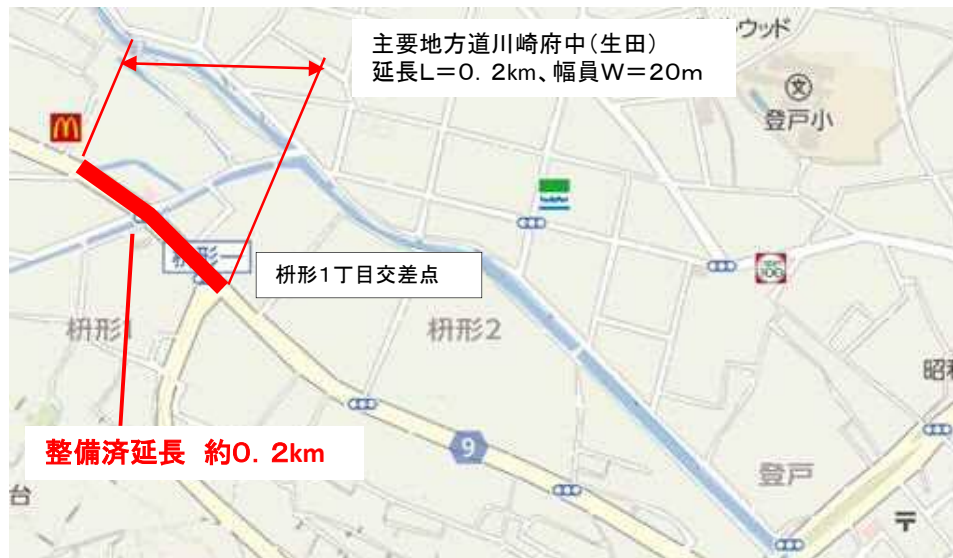 主要地方道川崎府中（生田）
延長Ｌ＝０．２km、幅員Ｗ＝２０ｍ
ウッド
文
登戸小
FamilyMart
枡形一
枡形１丁目交差点
枡形1
枡形2
昭和
9
整備済延長　約０．２km
登戸
台
〒